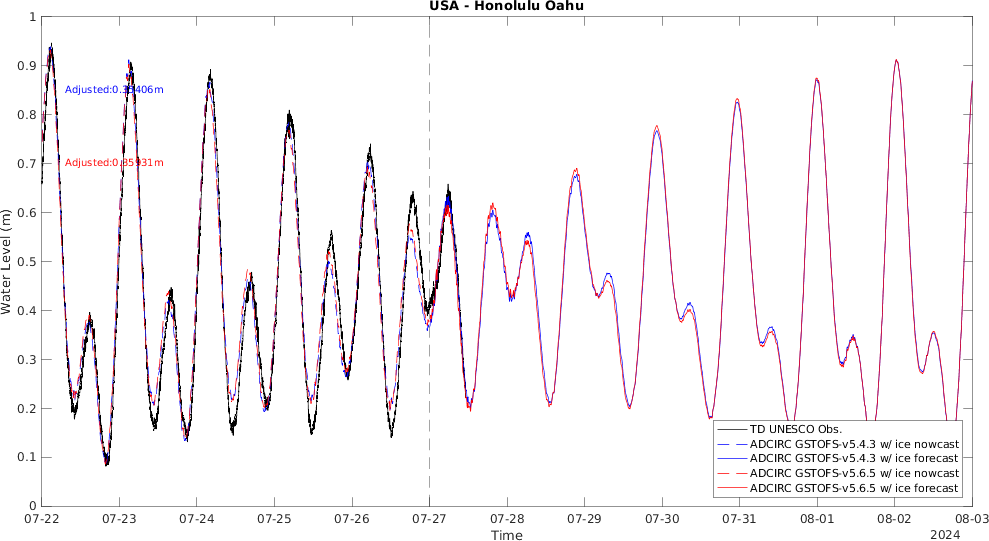 USA - Honolulu Oahu
1
0.9
0.8
0.7
0.6
0.5
0.4
0.3
0.2
0.1
0
Water Level (m)
Adjusted:0.35406m
Adjusted:0.35931m
TD UNESCO Obs.
ADCIRC GSTOFS-v5.4.3 w/ ice nowcast
ADCIRC GSTOFS-v5.4.3 w/ ice forecast
ADCIRC GSTOFS-v5.6.5 w/ ice nowcast
ADCIRC GSTOFS-v5.6.5 w/ ice forecast
07-22 07-23 07-24 07-25 07-26 07-27 07-28 07-29 07-30 07-31 08-01 08-02 08-03
Time
2024